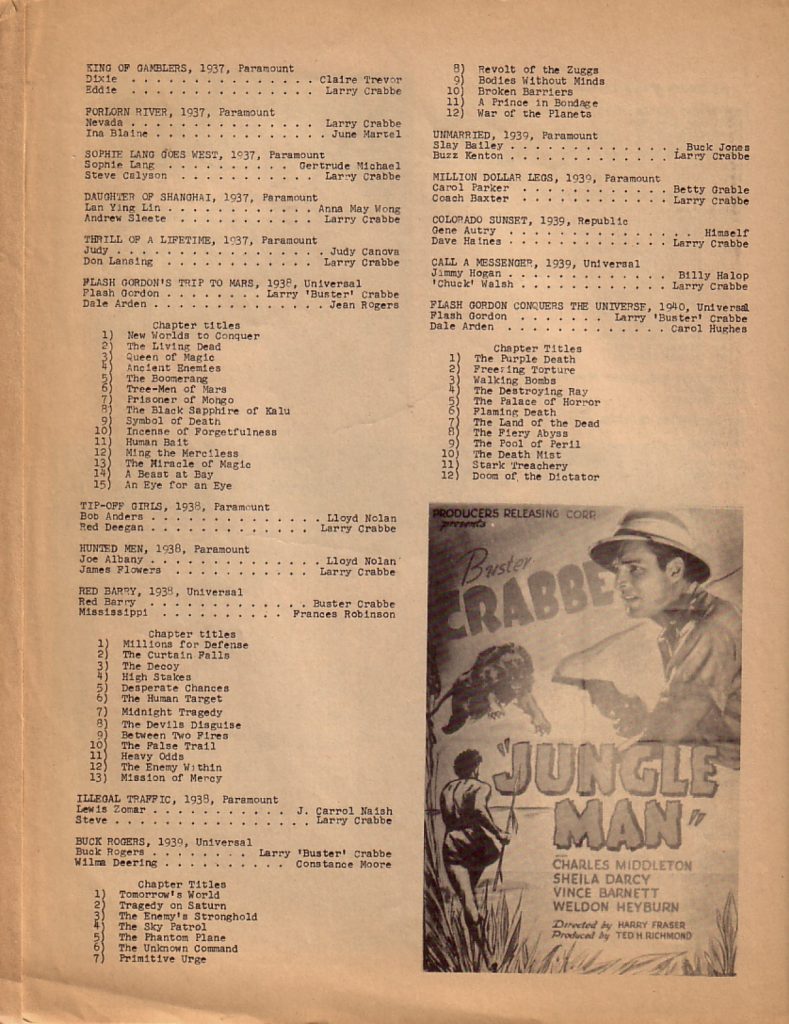 KING OF GAMBLERS, 1937, Paramount
Dixie . . . . . . . . . . . . . . . Claire Trevor
Eddie . . . . . . . . . . . . . . . Larry Crabbe
FORLORN RIVER, 1937, Paramount
Nevada . . . . . . . . . . . . . . . Larry Crabbe
Ina Blaine . . . . . . . . . . . . . . June Martel
SOPHIE LANG GOES WEST, 1937, Paramount
Sophie Lang . . . . . . . . . . Gertrude Michael
Steve Calyson . . . . . . . . . . . Larry Crabbe
DAUGHTER OF SHANGHAI, 1937, Paramount
Lan Ying Lin . . . . . . . . . . . . Anna May Wong
Andrew Sleete . . . . . . . . . . . Larry Crabbe
THRILL OF A LIFETIME, 1937, Paramount
Judy . . . . . . . . . . . . . . . . Judy Canova
Don Lansing . . . . . . . . . . . . Larry Crabbe
FLASH GORDON'S TRIP TO MARS, 1938, Universal
Flash Gordon . . . . . . . . Larry 'Buster' Crabbe
Dale Arden . . . . . . . . . . . . . . Jean Rogers
Chapter titles
1) New Worlds to Conquer
2) The Living Dead
3) Queen of Magic
4) Ancient Enemies
5) The Boomerang
6) Tree-Men of Mars
7) Prisoner of Mongo
8) The Black Sapphire of Kalu
9) Symbol of Death
10) Incense of Forgetfulness
11) Human Bait
12) Ming the Merciless
13) The Miracle of Magic
14) A Beast at Bay
15) An Eye for an Eye
TIP-OFF GIRLS, 1938, Paramount
Bob Anders . . . . . . . . . . . . . . Lloyd Nolan
Red Deegan . . . . . . . . . . . . . Larry Crabbe
HUNTED MEN, 1938, Paramount
Joe Albany . . . . . . . . . . . . . . Lloyd Nolan
James Flowers . . . . . . . . . . . Larry Crabbe
RED BARRY, 1938, Universal
Red Barry . . . . . . . . . . . . . Buster Crabbe
Mississippi . . . . . . . . . . Frances Robinson
Chapter titles
1) Millions for Defense
2) The Curtain Falls
3) The Decoy
4) High Stakes
5) Desperate Chances
6) The Human Target
7) Midnight Tragedy
8) The Devils Disguise
9) Between Two Fires
10) The False Trail
11) Heavy Odds
12) The Enemy Within
13) Mission of Mercy
ILLEGAL TRAFFIC, 1938, Paramount
Lewis Zomar . . . . . . . . . . . J. Carrol Naish
Steve . . . . . . . . . . . . . . . . Larry Crabbe
BUCK ROGERS, 1939, Universal
Buck Rogers . . . . . . . . Larry 'Buster' Crabbe
Wilma Deering . . . . . . . . . . Constance Moore
Chapter Titles
1) Tomorrow's World
2) Tragedy on Saturn
3) The Enemy's Stronghold
4) The Sky Patrol
5) The Phantom Plane
6) The Unknown Command
7) Primitive Urge
8) Revolt of the Zuggs
9) Bodies Without Minds
10) Broken Barriers
11) A Prince in Bondage
12) War of the Planets
UNMARRIED, 1939, Paramount
Slay Bailey . . . . . . . . . . . . . Buck Jones
Buzz Kenton . . . . . . . . . . . . . Larry Crabbe
MILLION DOLLAR LEGS, 1939, Paramount
Carol Parker . . . . . . . . . . . . Betty Grable
Coach Baxter . . . . . . . . . . . . Larry Crabbe
COLORADO SUNSET, 1939, Republic
Gene Autry . . . . . . . . . . . . . . . Himself
Dave Haines . . . . . . . . . . . . . Larry Crabbe
CALL A MESSENGER, 1939, Universal
Jimmy Hogan . . . . . . . . . . . . . Billy Halop
'Chuck' Walsh . . . . . . . . . . . . Larry Crabbe
FLASH GORDON CONQUERS THE UNIVERSE, 1940, Universal
Flash Gordon . . . . . . . Larry 'Buster' Crabbe
Dale Arden . . . . . . . . . . . . . Carol Hughes
Chapter Titles
1) The Purple Death
2) Freezing Torture
3) Walking Bombs
4) The Destroying Ray
5) The Palace of Horror
6) Flaming Death
7) The Land of the Dead
8) The Fiery Abyss
9) The Pool of Peril
10) The Death Mist
11) Stark Treachery
12) Doom of the Dictator
PRODUCERS RELEASING CORP.
presents
Buster
CRABBE
"JUNGLE
MAN"
CHARLES MIDDLETON
SHEILA DARCY
VINCE BARNETT
WELDON HEYBURN
Directed by HARRY FRASER
Produced by TED H. RICHMOND